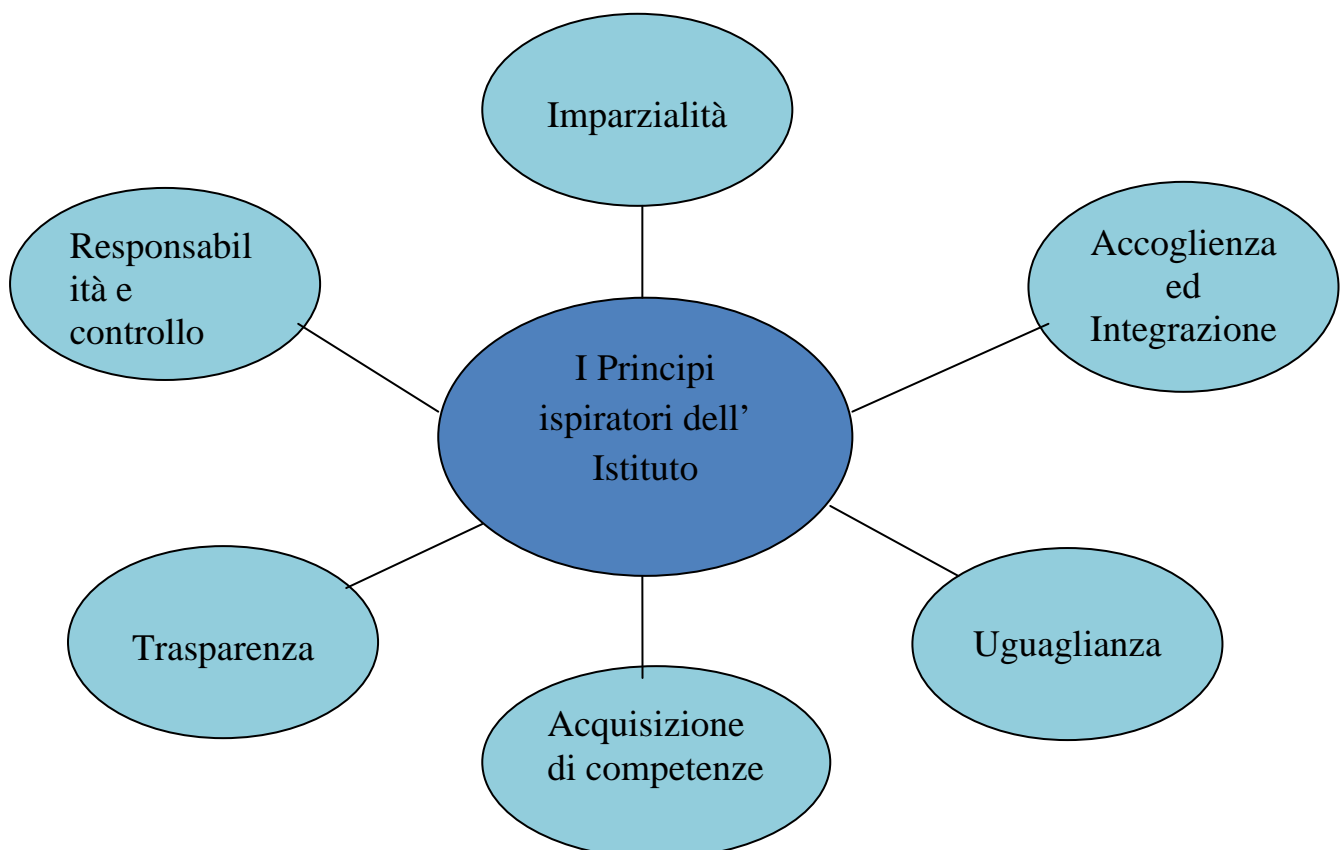 Imparzialità
Responsabil
ità e
controllo
Accoglienza
ed
Integrazione
I Principi
ispiratori dell’
Istituto
Trasparenza
Uguaglianza
Acquisizione
di competenze